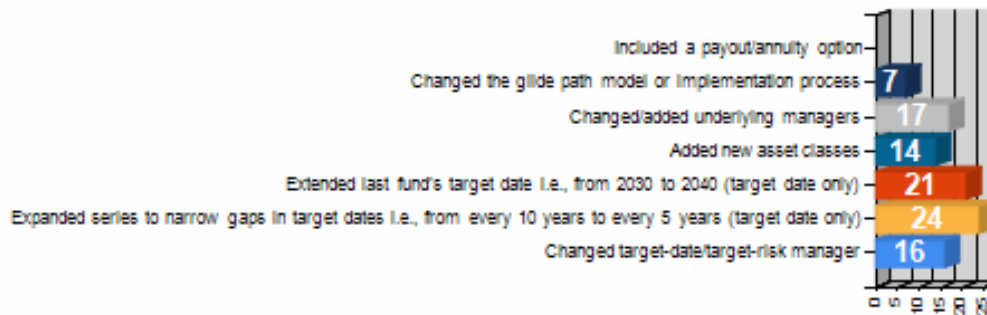 Included a payout/annuity option
Changed the glide path model or implementation process
7
Changed/added underlying managers
17
Added new asset classes
14
Extended last fund's target date i.e., from 2030 to 2040 (target date only)
21
Expanded series to narrow gaps in target dates i.e., from every 10 years to every 5 years (target date only)
24
Changed target-date/target-risk manager
16
0
5
10
15
20
25